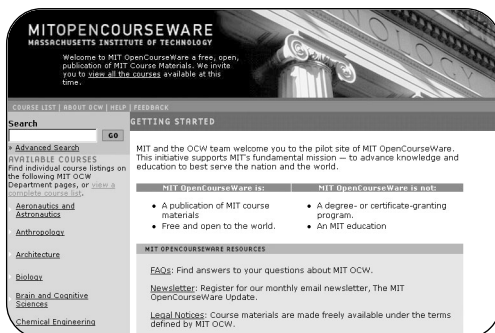 MITOPENCOURSEWARE
MASSACHUSETTS INSTITUTE OF TECHNOLOGY
Welcome to MIT OpenCourseWare a free, open,
publication of MIT Course Materials. We invite
you to view all the courses available at this
time.
COURSE LIST | ABOUT OCW | HELP | FEEDBACK
Search
GO
» Advanced Search
AVAILABLE COURSES
Find individual course listings on
the following MIT OCW
Department pages, or view a
complete course list.
Aeronautics and
Astronautics
Anthropology
Architecture
Biology
Brain and Cognitive
Sciences
Chemical Engineering
GETTING STARTED
MIT and the OCW team welcome you to the pilot site of MIT OpenCourseWare.
This initiative supports MIT's fundamental mission — to advance knowledge and
education to best serve the nation and the world.
MIT OpenCourseWare is:
• A publication of MIT course
materials
• Free and open to the world.
MIT OpenCourseWare is not:
• A degree- or certificate-granting
program.
• An MIT education
MIT OPENCOURSEWARE RESOURCES
FAQs: Find answers to your questions about MIT OCW.
Newsletter: Register for our monthly email newsletter, The MIT
OpenCourseWare Update.
Legal Notices: Course materials are made freely available under the terms
defined by MIT OCW.